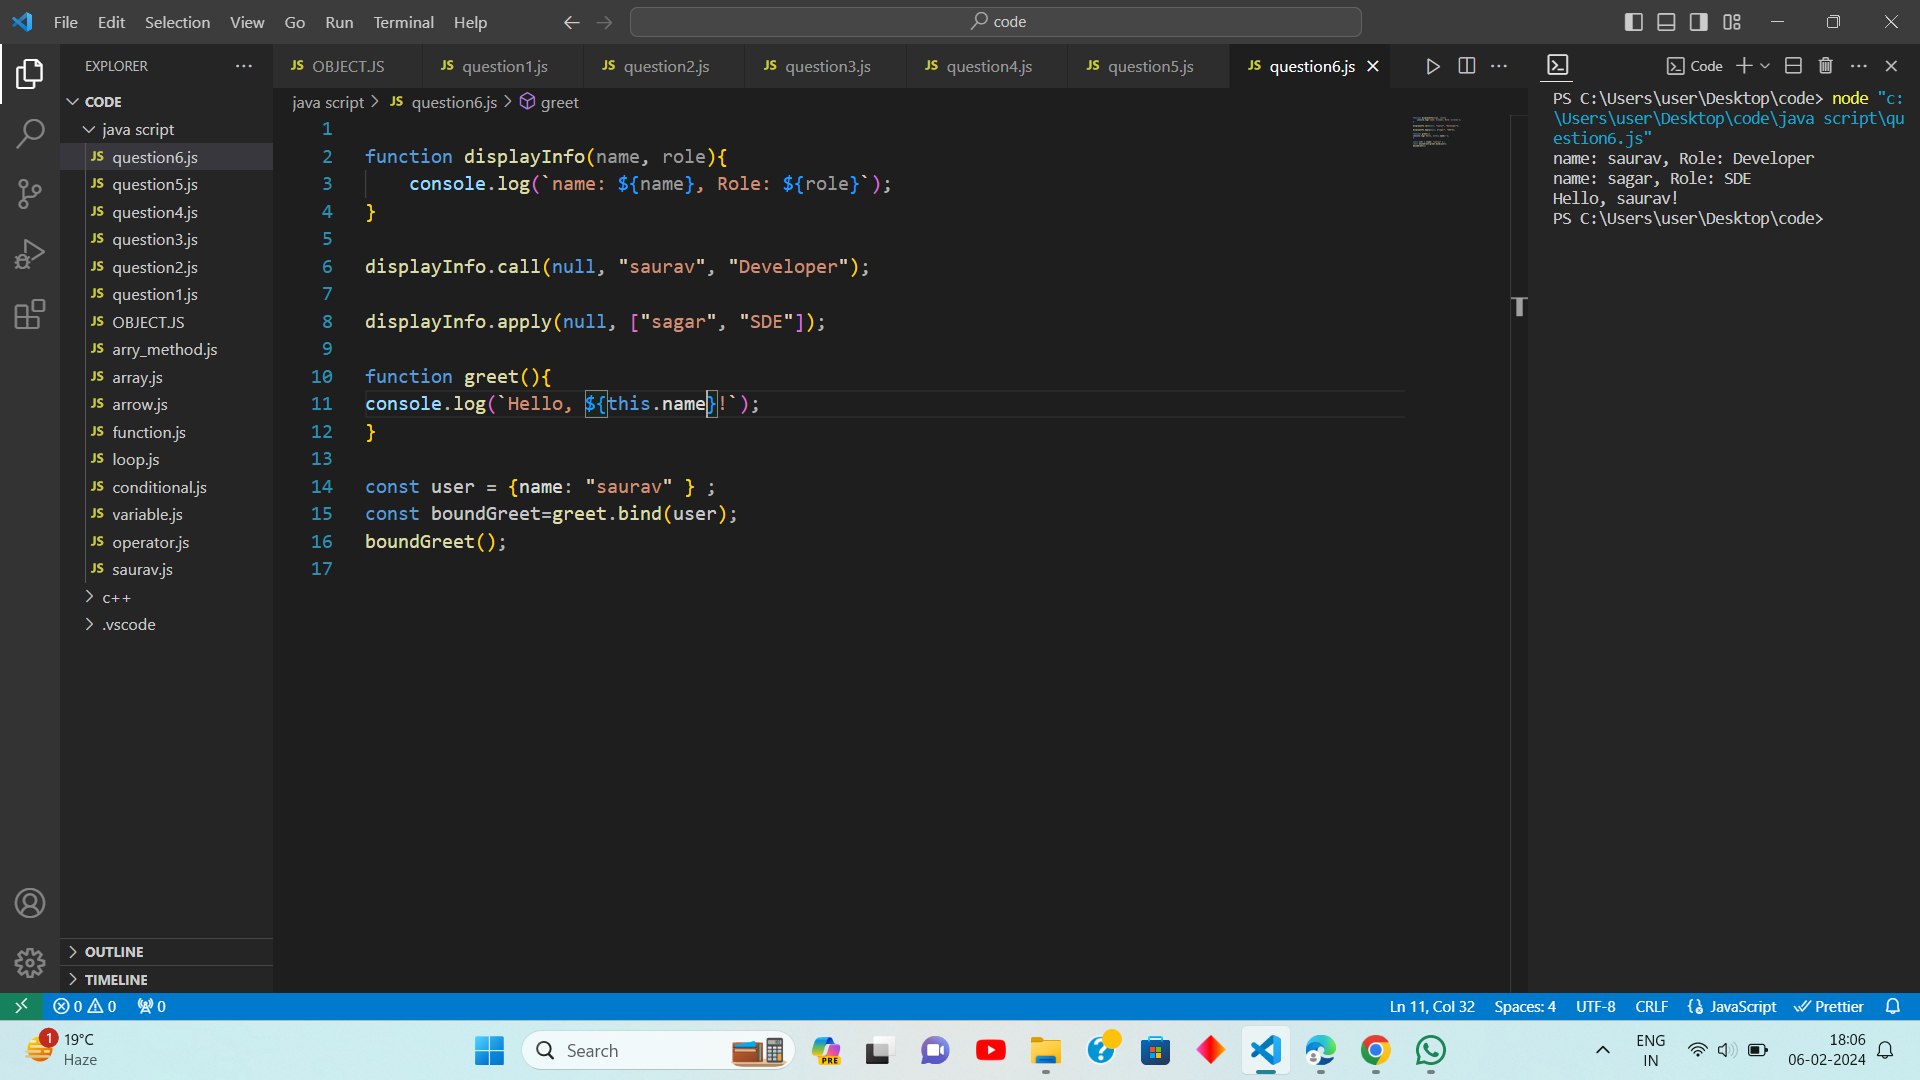 File Edit Selection View Go Run Terminal Help
code
EXPLORER
CODE
java script
JS question6.js
JS question5.js
JS question4.js
JS question3.js
JS question2.js
JS question1.js
JS OBJECT.JS
JS arry_method.js
JS array.js
JS arrow.js
JS function.js
JS loop.js
JS conditional.js
JS variable.js
JS operator.js
JS saurav.js
c++
.vscode
OUTLINE
TIMELINE
JS OBJECT.JS JS question1.js JS question2.js JS question3.js JS question4.js JS question5.js JS question6.js
java script > JS question6.js > greet
1
2 function displayInfo(name, role){
3 console.log(`name: ${name}, Role: ${role}`);
4 }
5
6 displayInfo.call(null, "saurav", "Developer");
7
8 displayInfo.apply(null, ["sagar", "SDE"]);
9
10 function greet(){
11 console.log(`Hello, ${this.name}!`);
12 }
13
14 const user = {name: "saurav" } ;
15 const boundGreet=greet.bind(user);
16 boundGreet();
17
Code
PS C:\Users\user\Desktop\code> node "c:
\Users\user\Desktop\code\java script\qu
estion6.js"
name: saurav, Role: Developer
name: sagar, Role: SDE
Hello, saurav!
PS C:\Users\user\Desktop\code>
0 0 0
Ln 11, Col 32 Spaces: 4 UTF-8 CRLF JavaScript Prettier
1
19°C
Haze
Search
PRE
ENG
IN
18:06
06-02-2024